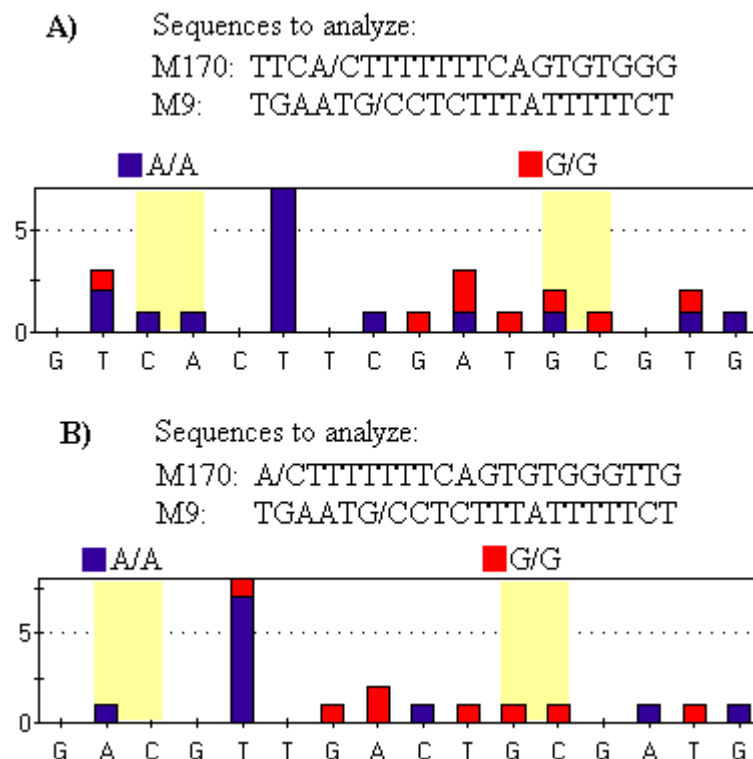 A) Sequences to analyze:
M170: TTCA/CTTTTTTTCAGTGTGGG
M9: TGAATG/CCTCTTTATTTTTCT
A/A G/G
5
0
G T C A C T T C G A T G C G T G
B) Sequences to analyze:
M170: A/CTTTTTTTCAGTGTGGGTTG
M9: TGAATG/CCTCTTTATTTTTCT
A/A G/G
5
0
G A C G T T G A C T G C G A T G